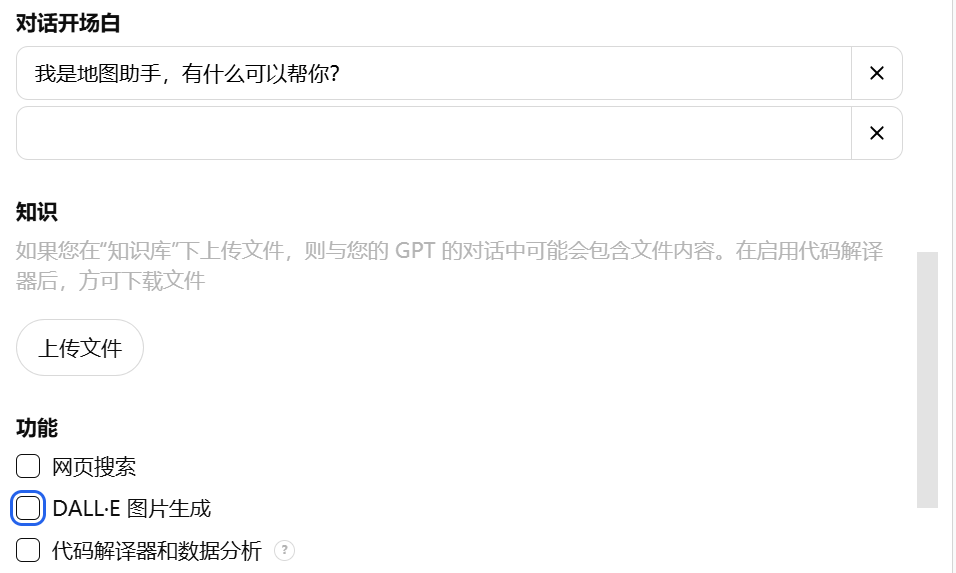 对话开场白
我是地图助手，有什么可以帮你？
知识
如果您在“知识库”下上传文件，则与您的 GPT 的对话中可能会包含文件内容。在启用代码解译
器后，方可下载文件
上传文件
功能
网页搜索
DALL·E 图片生成
代码解译器和数据分析 ?